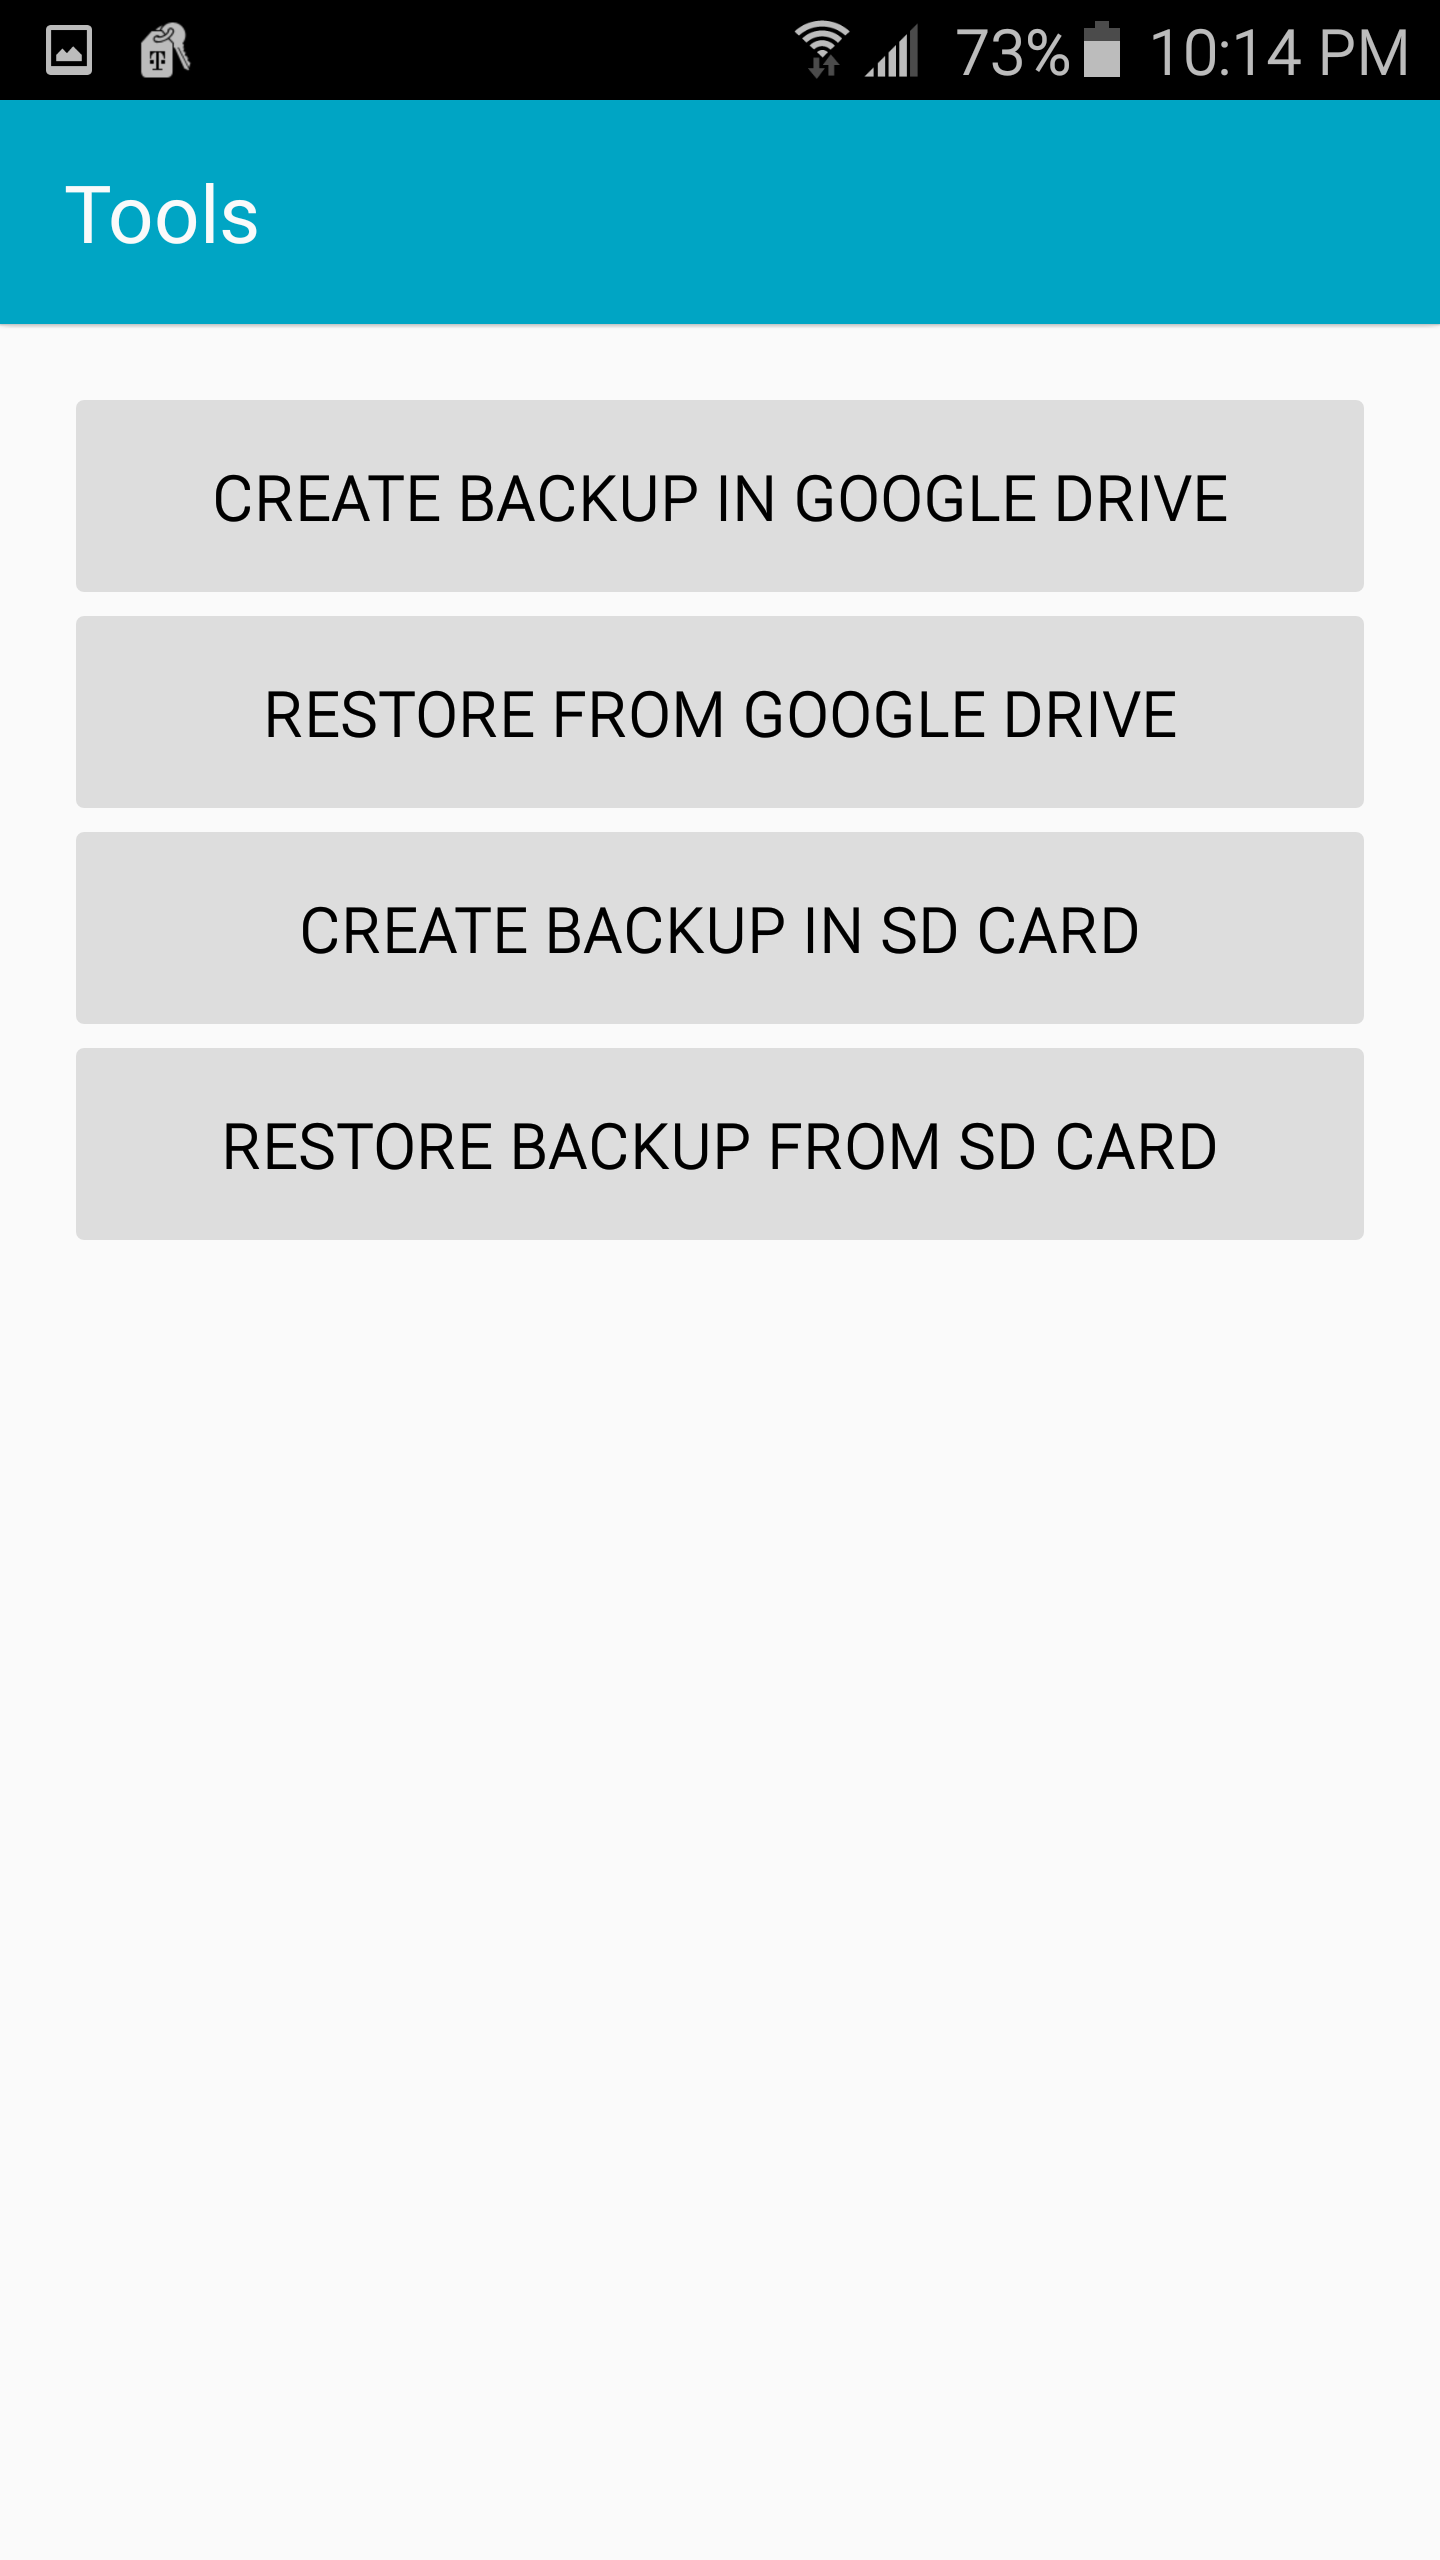 73% 10:14 PM
Tools
CREATE BACKUP IN GOOGLE DRIVE
RESTORE FROM GOOGLE DRIVE
CREATE BACKUP IN SD CARD
RESTORE BACKUP FROM SD CARD